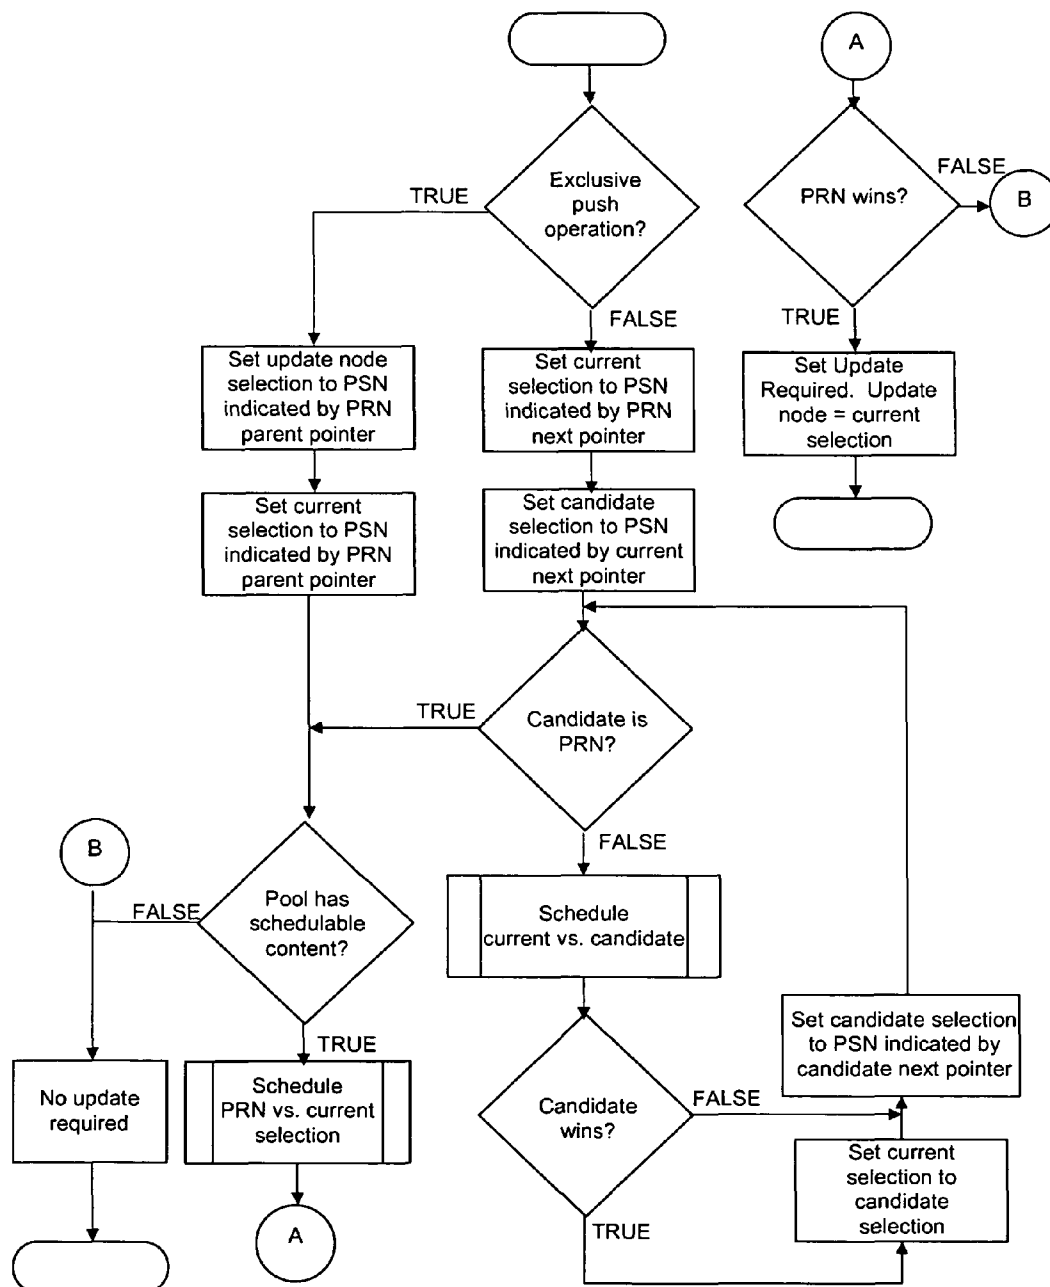 A
Exclusive
push
operation?
TRUE
FALSE
PRN wins?
FALSE
B
TRUE
Set update node
selection to PSN
indicated by PRN
parent pointer
Set current
selection to PSN
indicated by PRN
next pointer
Set Update
Required. Update
node = current
selection
Set current
selection to PSN
indicated by PRN
parent pointer
Set candidate
selection to PSN
indicated by current
next pointer
Candidate is
PRN?
TRUE
FALSE
B
Pool has
schedulable
content?
FALSE
TRUE
Schedule
current vs. candidate
Set candidate selection
to PSN indicated by
candidate next pointer
No update
required
Schedule
PRN vs. current
selection
Candidate
wins?
FALSE
TRUE
Set current
selection to
candidate
selection
A